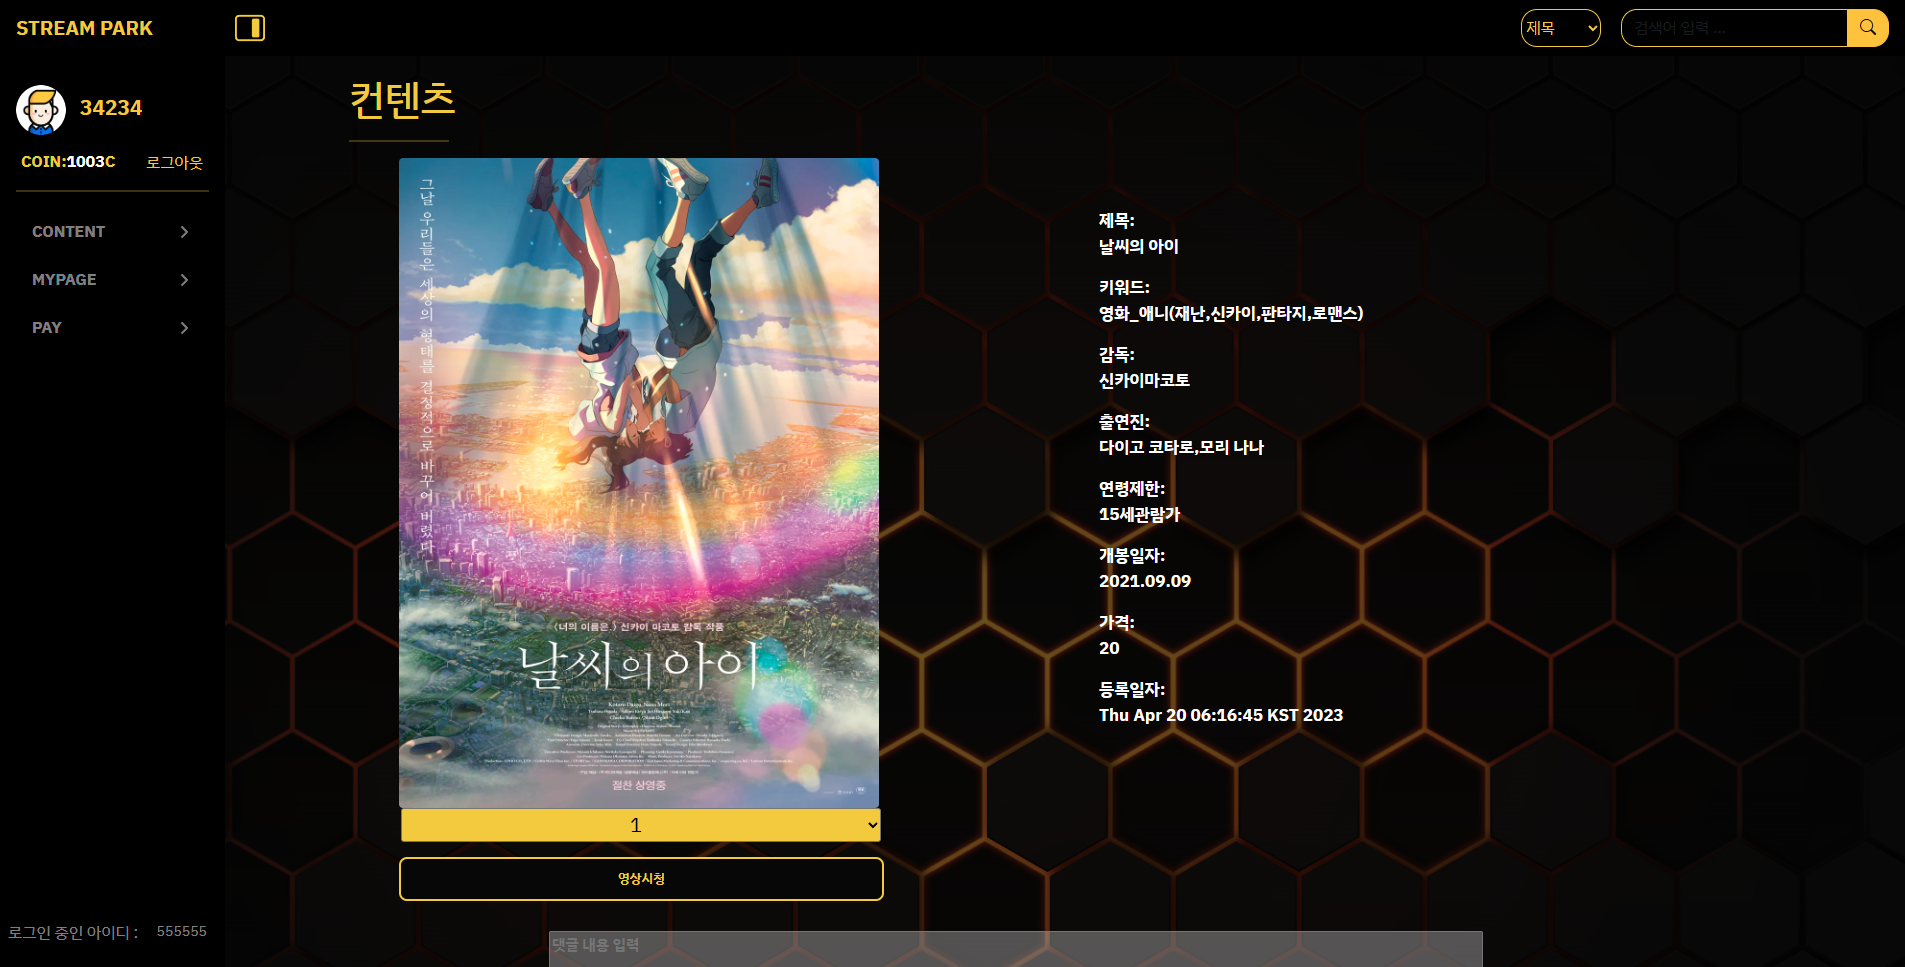 STREAM PARK
제목
검색어 입력 ...
34234
COIN:1003C
로그아웃
CONTENT
MYPAGE
PAY
로그인 중인 아이디 :
555555
컨텐츠
그날 우리들은 세상의 형태를 결정적으로 바꾸어 버렸다
<너의 이름은.> 신카이 마코토 감독 작품
날씨의 아이
절찬 상영중
1
영상시청
제목:
날씨의 아이
키워드:
영화_애니(재난,신카이,판타지,로맨스)
감독:
신카이마코토
출연진:
다이고 코타로,모리 나나
연령제한:
15세관람가
개봉일자:
2021.09.09
가격:
20
등록일자:
Thu Apr 20 06:16:45 KST 2023
댓글 내용 입력